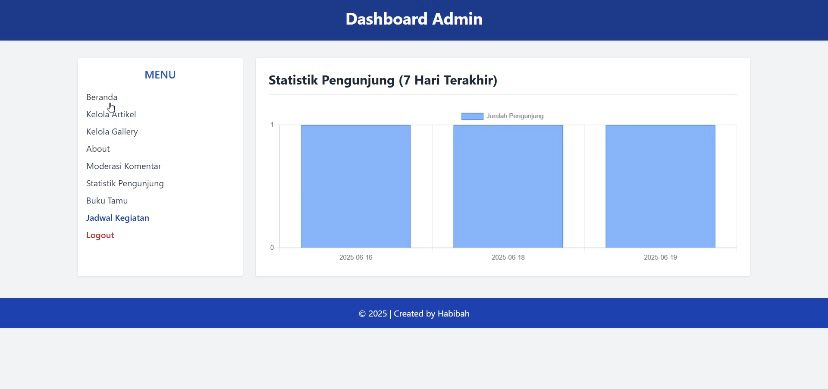 Dashboard Admin
MENU
Beranda
Kelola Artikel
Kelola Gallery
About
Moderasi Komentar
Statistik Pengunjung
Buku Tamu
Jadwal Kegiatan
Logout
Statistik Pengunjung (7 Hari Terakhir)
Jumlah Pengunjung
1
0
2025-06-16
2025-06-18
2025-06-19
© 2025 | Created by Habibah